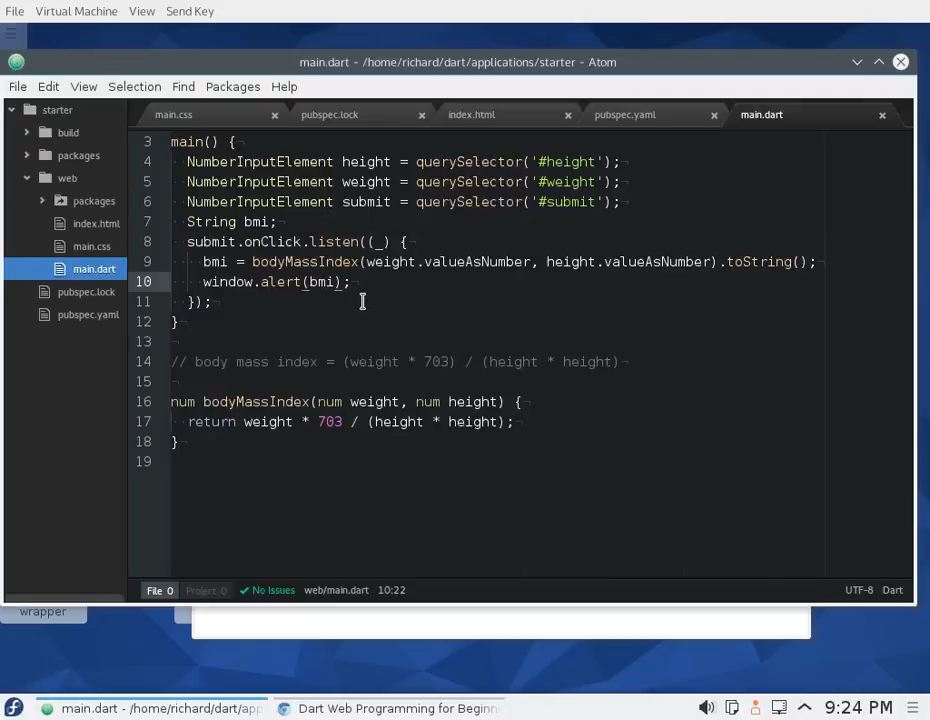 File Virtual Machine View Send Key
main.dart - /home/richard/dart/applications/starter - Atom
File Edit View Selection Find Packages Help
starter
build
packages
web
packages
index.html
main.css
main.dart
pubspec.lock
pubspec.yaml
main.css pubspec.lock index.html pubspec.yaml main.dart
3 main() {
4 NumberInputElement height = querySelector('#height');
5 NumberInputElement weight = querySelector('#weight');
6 NumberInputElement submit = querySelector('#submit');
7 String bmi;
8 submit.onClick.listen((_) {
9 bmi = bodyMassIndex(weight.valueAsNumber, height.valueAsNumber).toString();
10 window.alert(bmi);
11 });
12 }
13
14 // body mass index = (weight * 703) / (height * height)
15
16 num bodyMassIndex(num weight, num height) {
17 return weight * 703 / (height * height);
18 }
19
File 0 Project 0 No Issues web/main.dart 10:22 UTF-8 Dart
wrapper
main.dart - /home/richard/dart/app Dart Web Programming for Beginn 9:24 PM